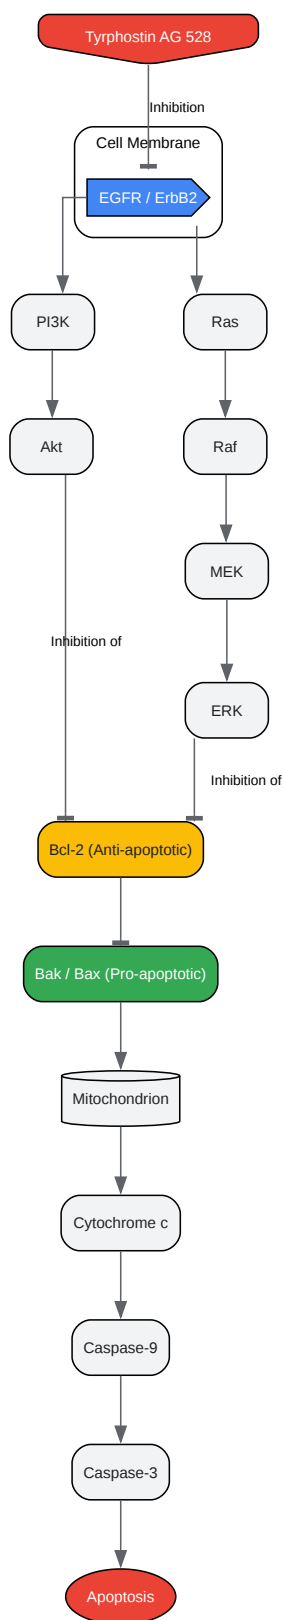 Tyrphostin AG 528
Inhibition
Cell Membrane
EGFR / ErbB2
PI3K
Ras
Akt
Raf
MEK
Inhibition of
ERK
Inhibition of
Bcl-2 (Anti-apoptotic)
Bak / Bax (Pro-apoptotic)
Mitochondrion
Cytochrome c
Caspase-9
Caspase-3
Apoptosis